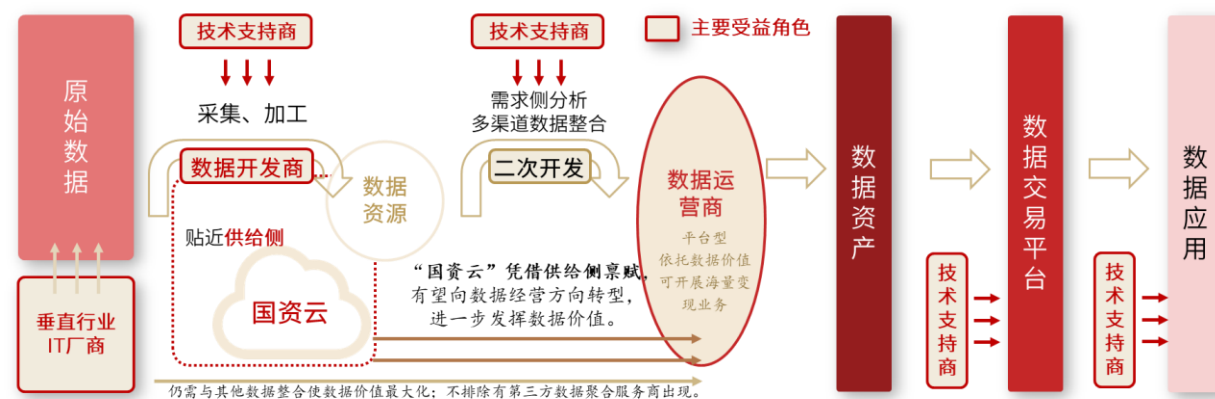 原始数据
垂直行业
IT厂商
技术支持商
采集、加工
数据开发商
数据
资源
贴近供给侧
国资云
技术支持商
需求侧分析
多渠道数据整合
二次开发
主要受益角色
“国资云”凭借供给侧禀赋,
有望向数据经营方向转型,
进一步发挥数据价值。
数据运
营商
平台型
依托数据价值
可开展海量变
现业务
仍需与其他数据整合使数据价值最大化; 不排除有第三方数据聚合服务商出现。
数据资产
技术支持商
数据交易平台
技术支持商
数据应用